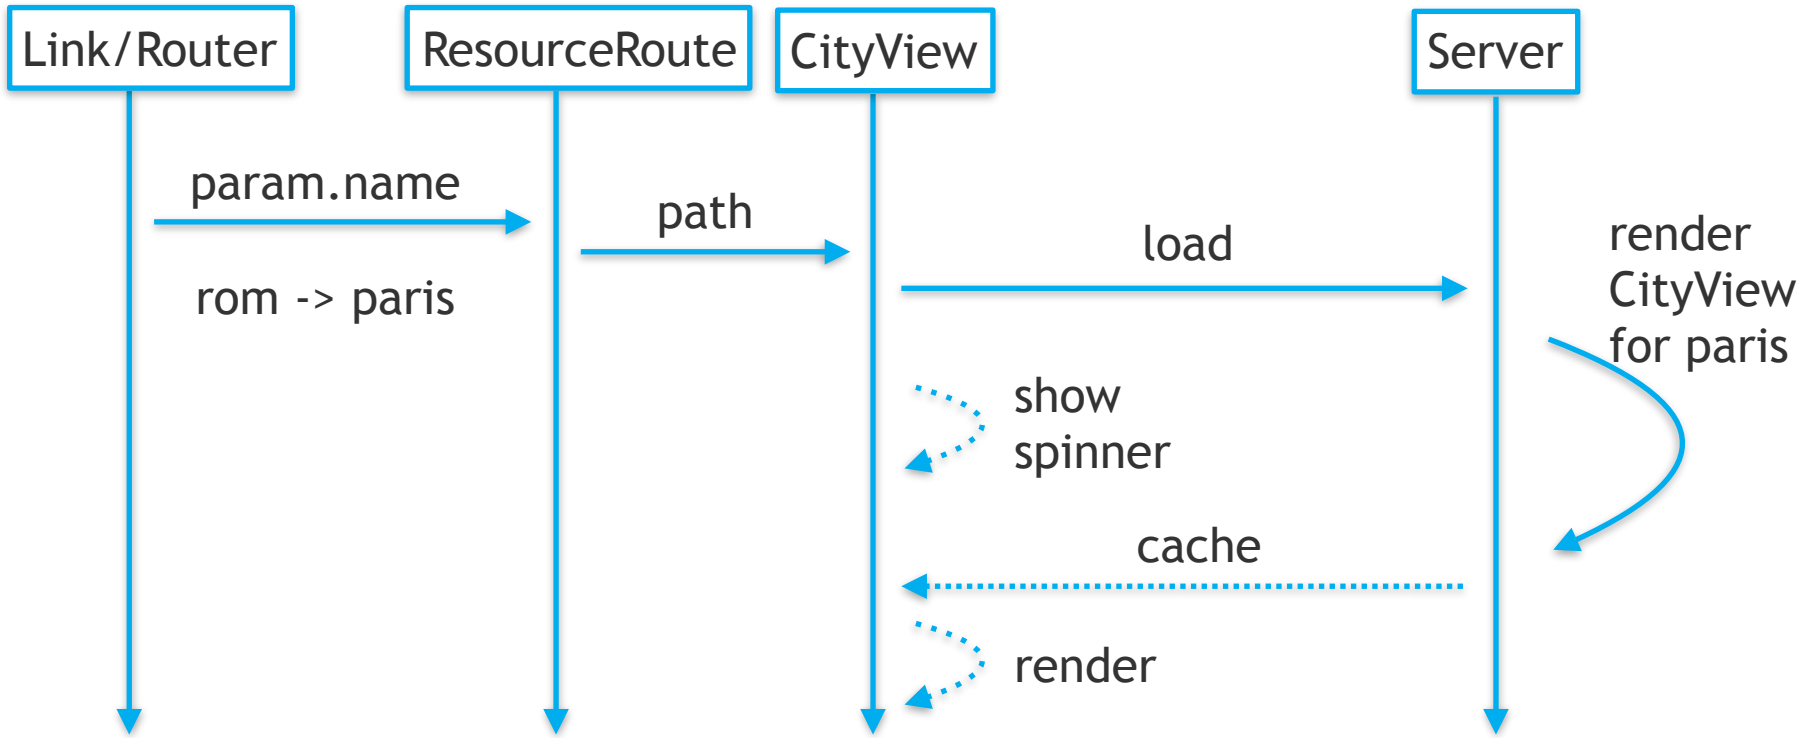 Link/Router
ResourceRoute
CityView
Server
param.name
path
load
render
CityView
for paris
rom -> paris
show
spinner
cache
render